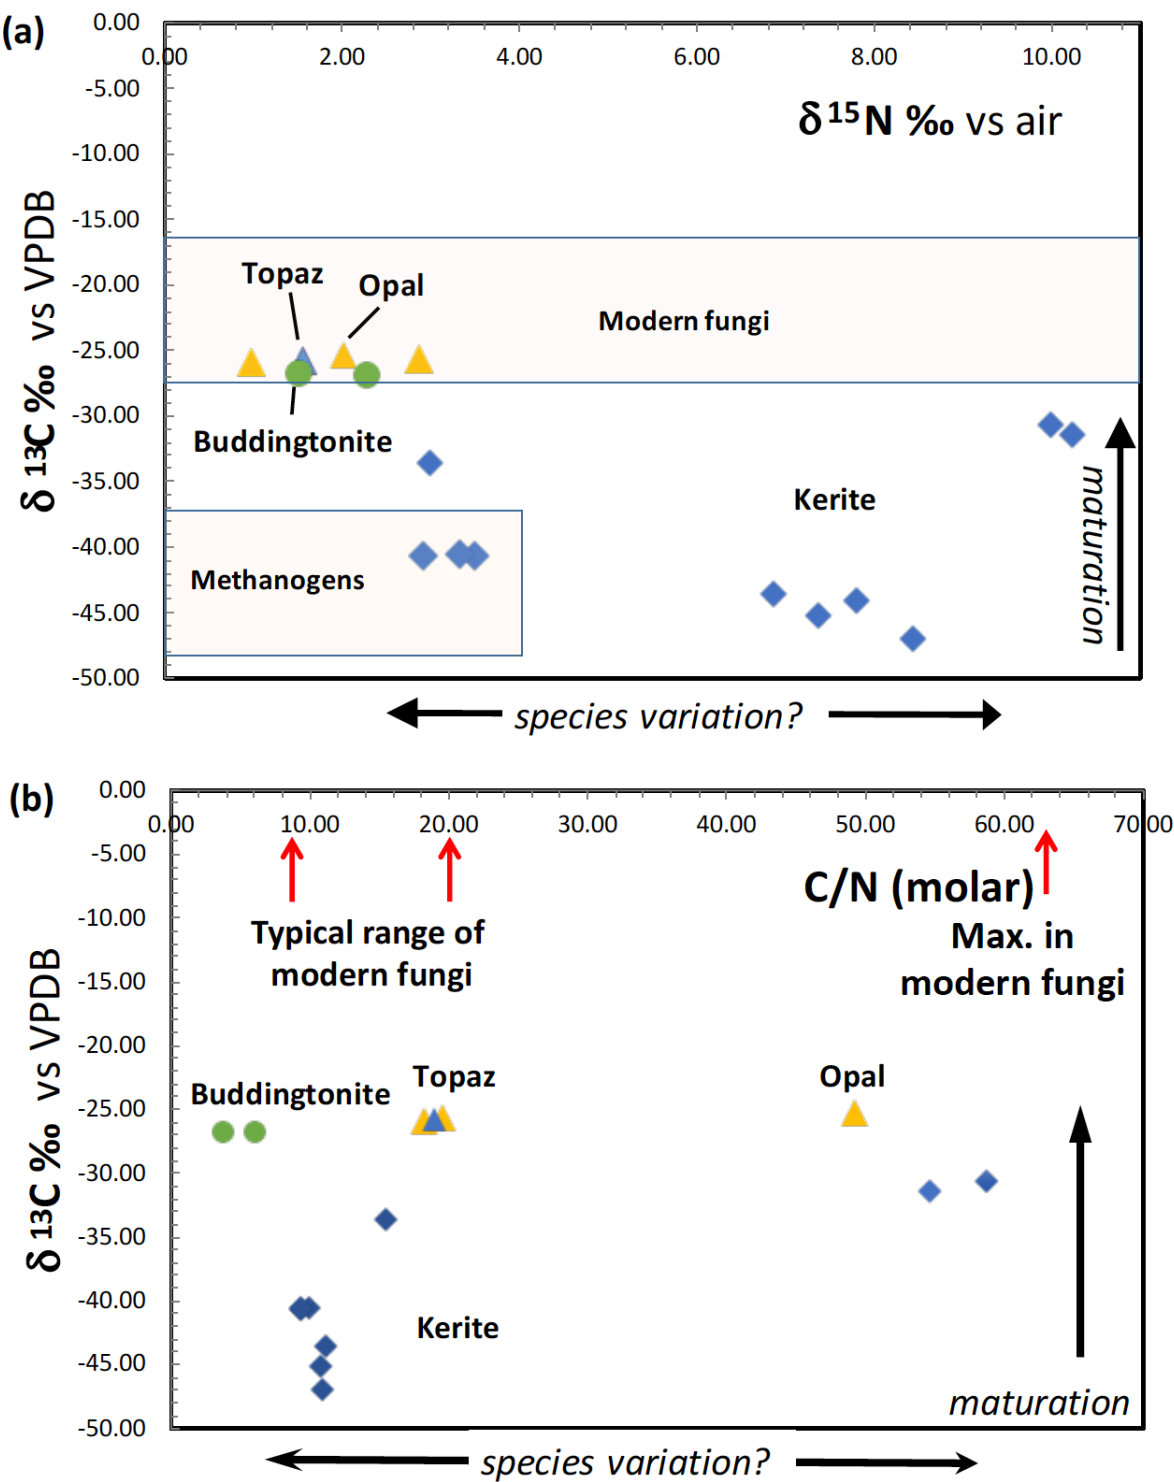 (a)
0.00
0.00 2.00 4.00 6.00 8.00 10.00
-5.00
δ ¹⁵N ‰ vs air
-10.00
-15.00
-20.00
-25.00
-30.00
-35.00
-40.00
-45.00
-50.00
δ ¹³C ‰ vs VPDB
Topaz
Opal
Modern fungi
Buddingtonite
Kerite
Methanogens
maturation
species variation?
(b)
0.00
0.00 10.00 20.00 30.00 40.00 50.00 60.00 70.00
-5.00
-10.00
-15.00
-20.00
-25.00
-30.00
-35.00
-40.00
-45.00
-50.00
δ ¹³C ‰ vs VPDB
C/N (molar)
Typical range of
modern fungi
Max. in
modern fungi
Buddingtonite
Topaz
Opal
Kerite
maturation
species variation?